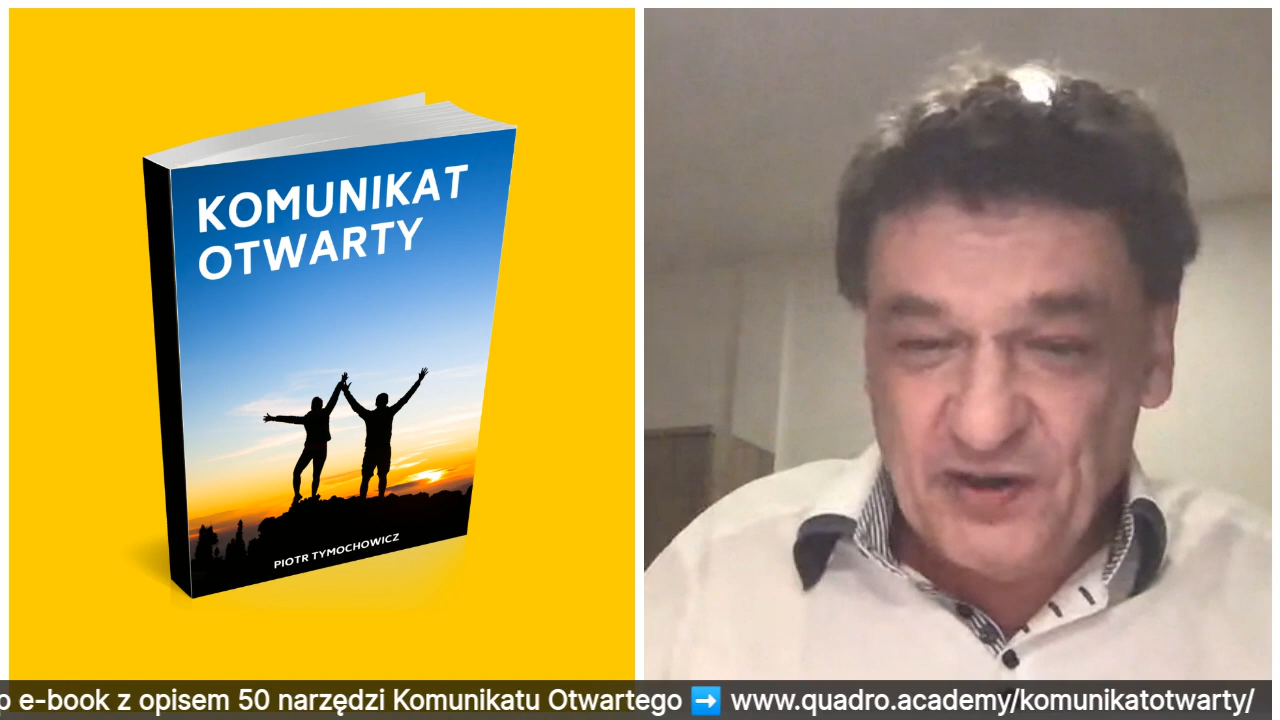 KOMUNIKAT
OTWARTY
PIOTR TYMOCHOWICZ
e-book z opisem 50 narzędzi Komunikatu Otwartego ➡️ www.quadro.academy/komunikatotwarty/